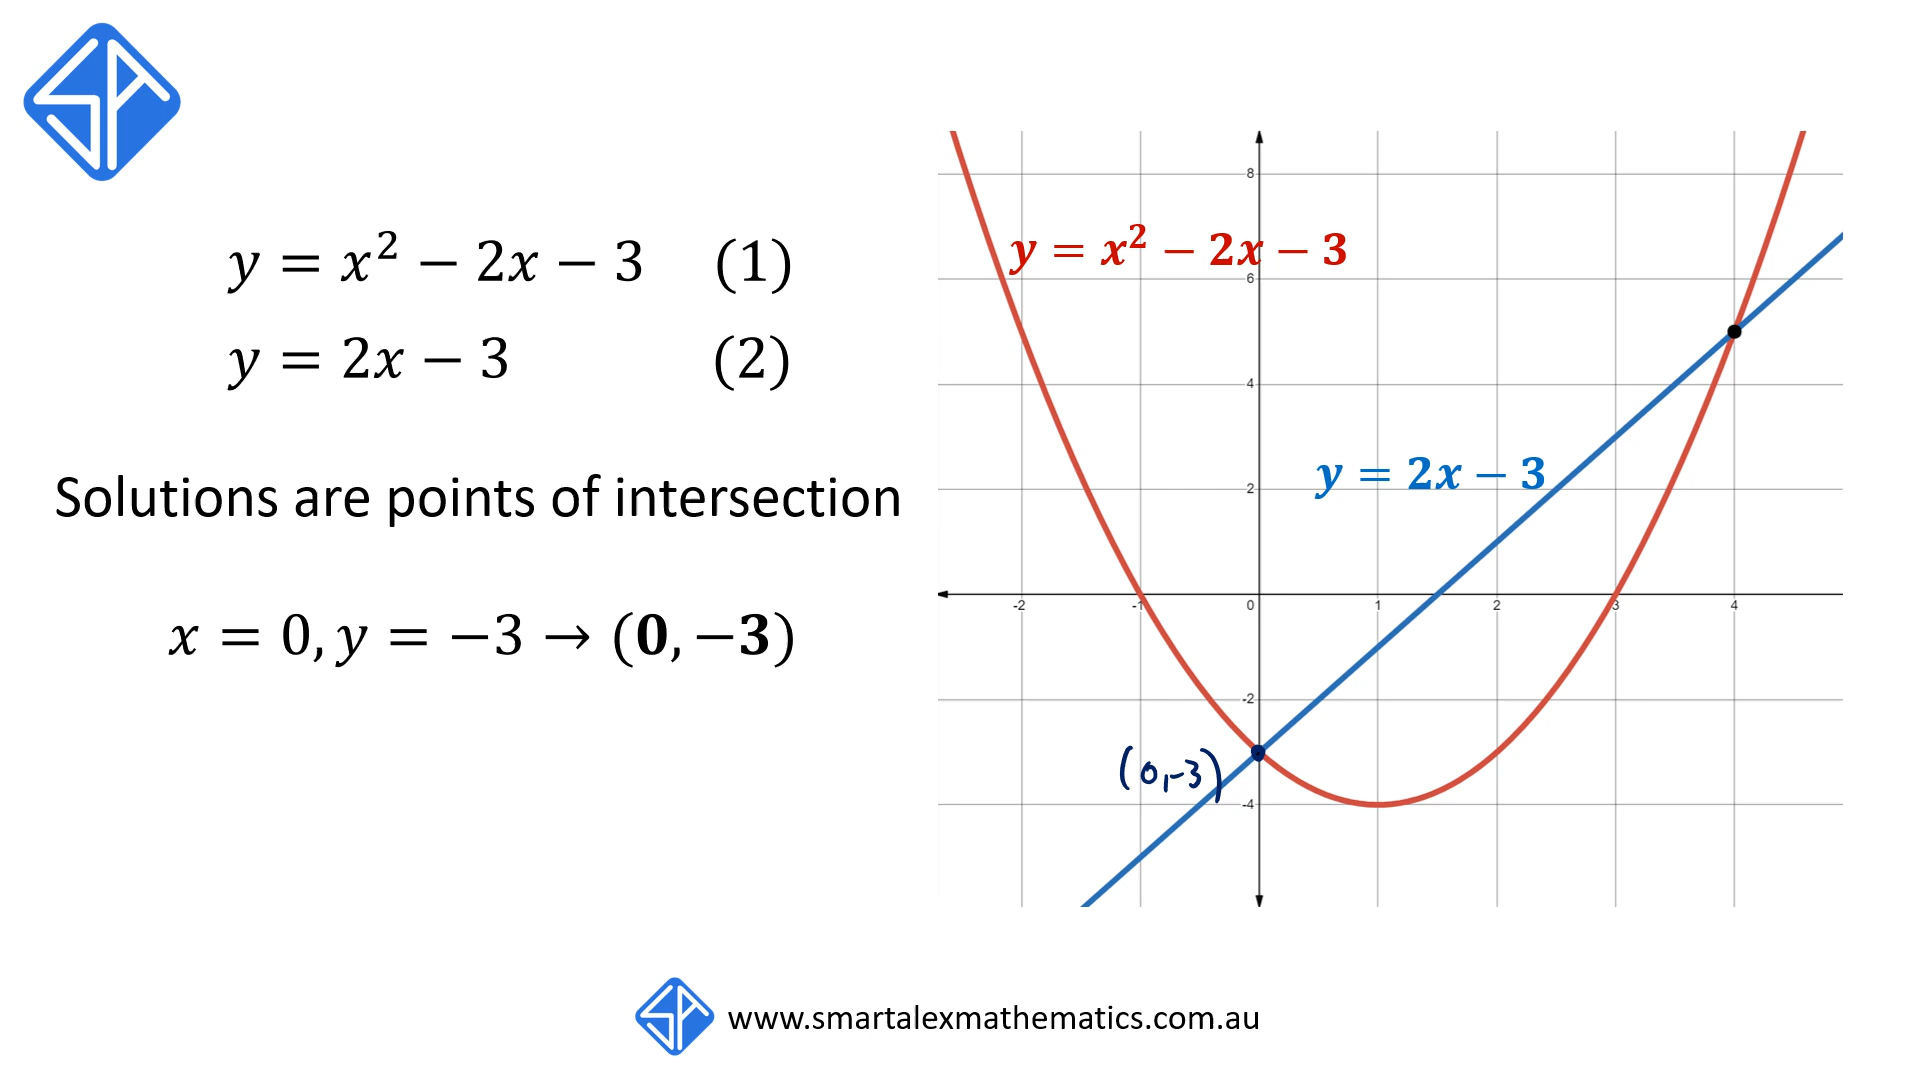 y = x² − 2x − 3 (1)
y = 2x − 3 (2)
Solutions are points of intersection
x = 0, y = −3 → (0, −3)
8
y = x² − 2x − 3
6
4
y = 2x − 3
2
-2 -1 0 1 2 3 4
-2
(0,-3)
-4
www.smartalexmathematics.com.au